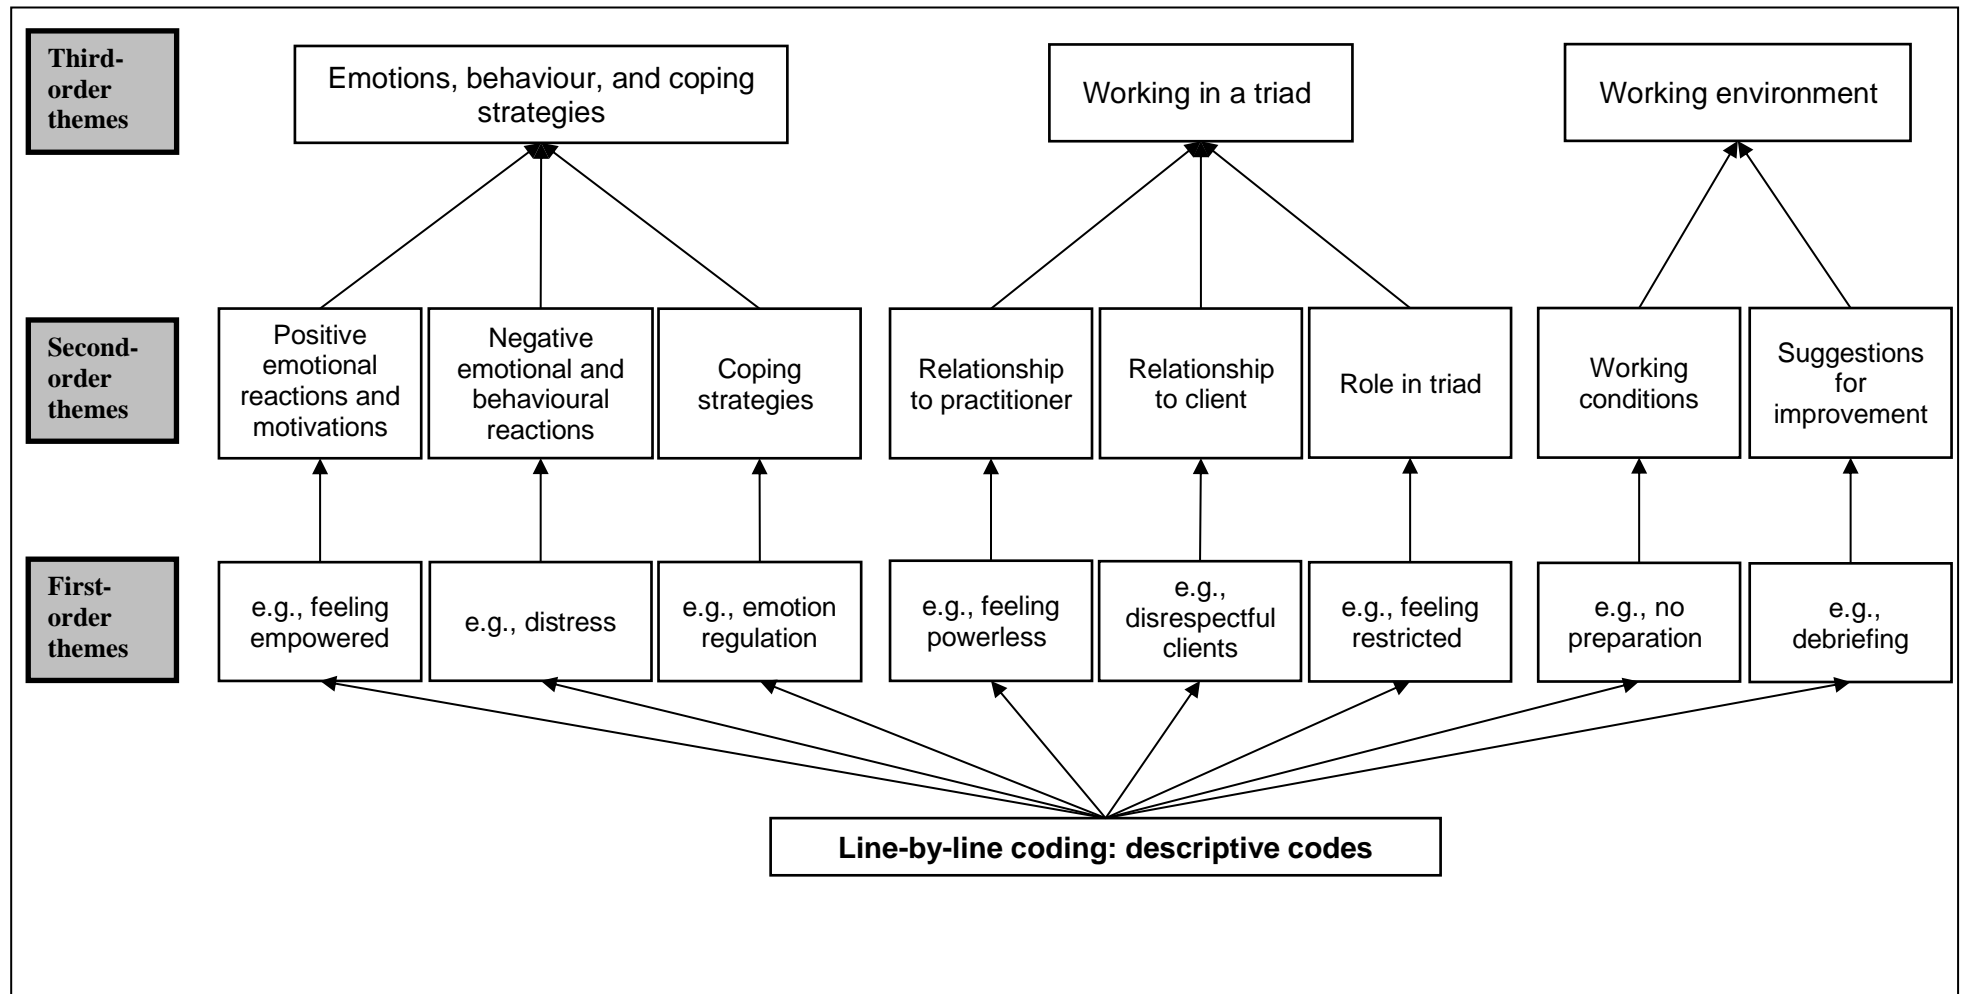 Third-
order
themes
Emotions, behaviour, and coping
strategies
Working in a triad
Working environment
Second-
order
themes
Positive
emotional
reactions and
motivations
Negative
emotional and
behavioural
reactions
Coping
strategies
Relationship
to practitioner
Relationship
to client
Role in triad
Working
conditions
Suggestions
for
improvement
First-
order
themes
e.g., feeling
empowered
e.g., distress
e.g., emotion
regulation
e.g., feeling
powerless
e.g.,
disrespectful
clients
e.g., feeling
restricted
e.g., no
preparation
e.g.,
debriefing
Line-by-line coding: descriptive codes